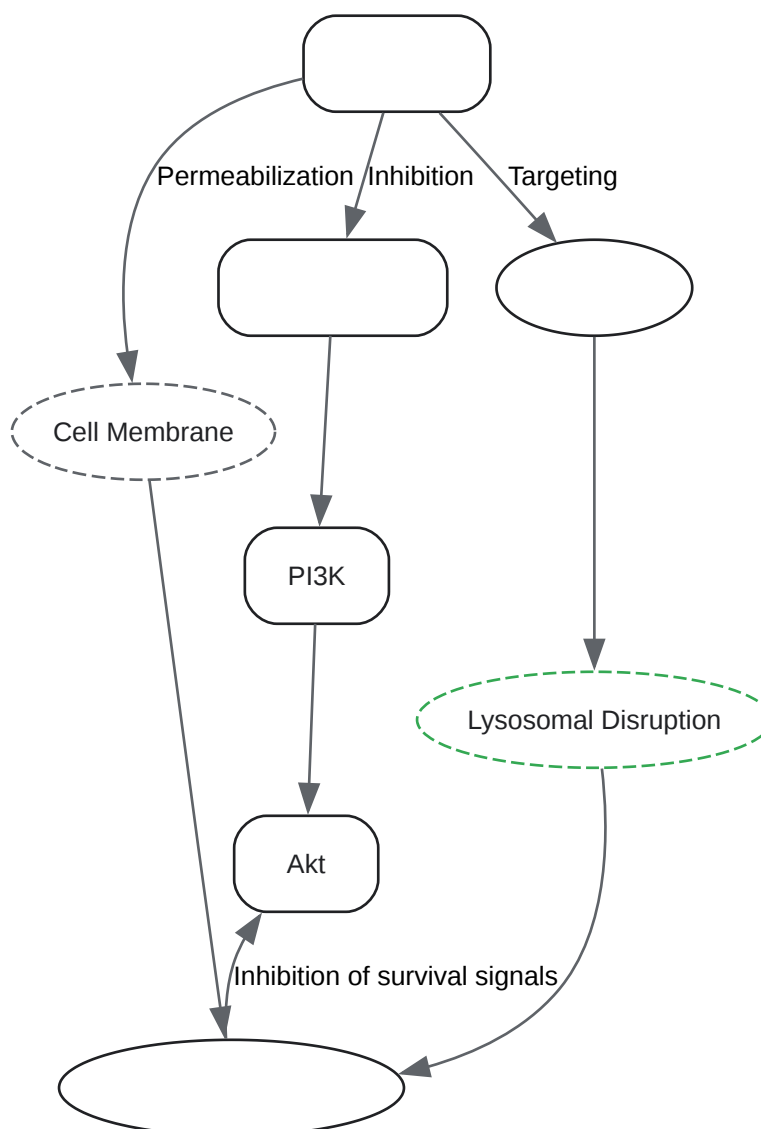 Permeabilization
Inhibition
Targeting
Cell Membrane
PI3K
Lysosomal Disruption
Akt
Inhibition of survival signals